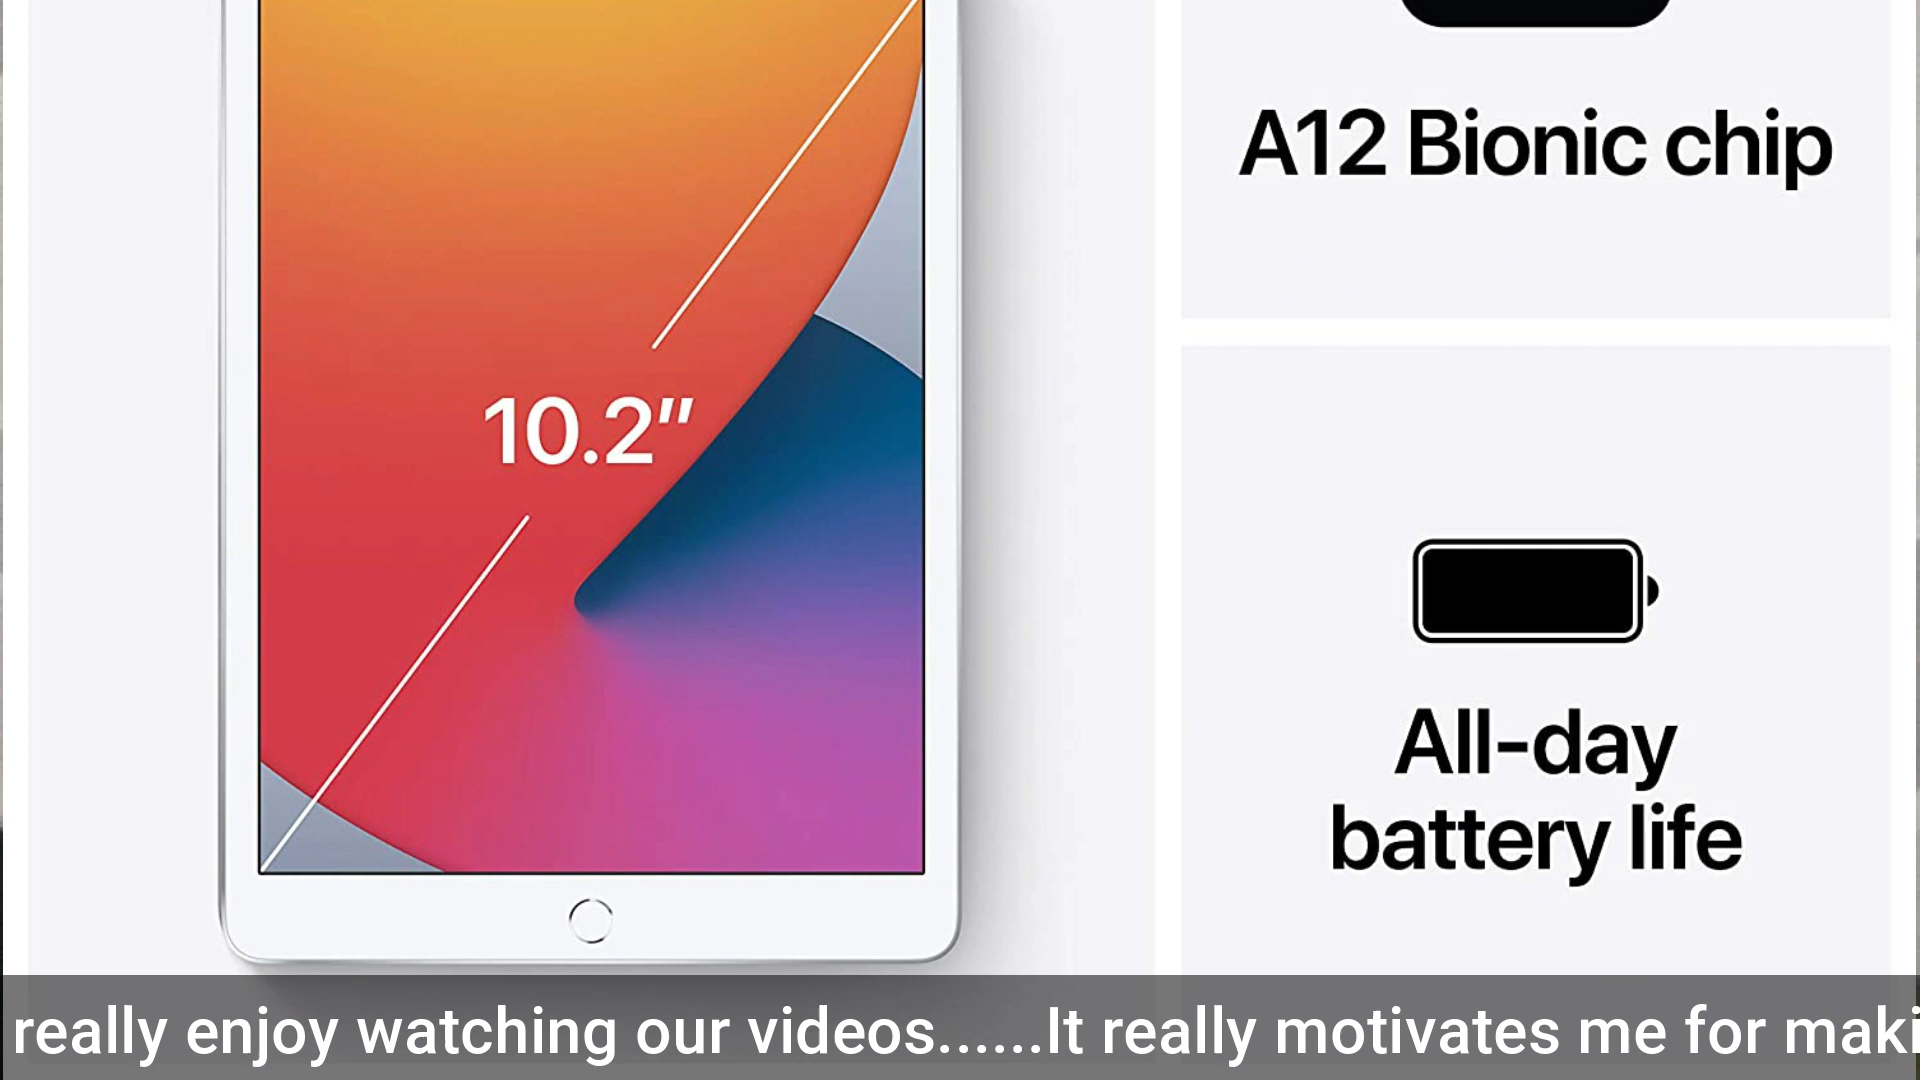 A12 Bionic chip
10.2"
All-day
battery life
really enjoy watching our videos......It really motivates me for maki